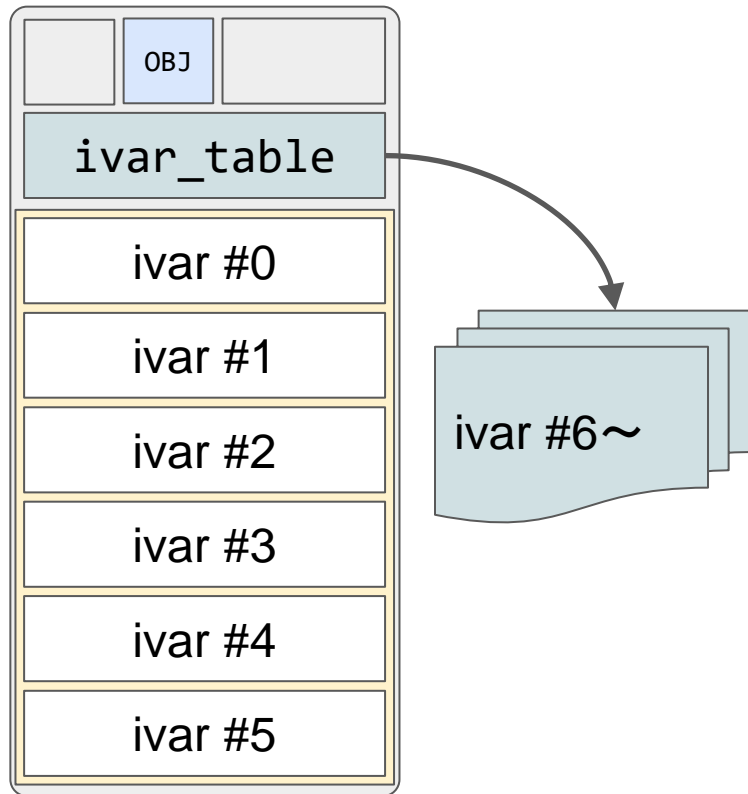 OBJ
ivar_table
ivar #0
ivar #1
ivar #2
ivar #3
ivar #4
ivar #5
ivar #6～